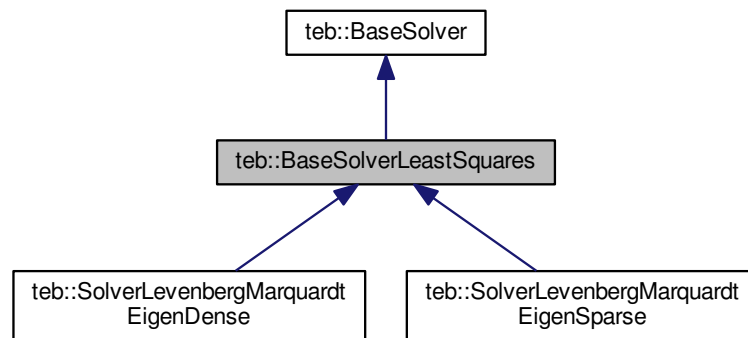 teb::BaseSolver
teb::BaseSolverLeastSquares
teb::SolverLevenbergMarquardt
EigenDense
teb::SolverLevenbergMarquardt
EigenSparse